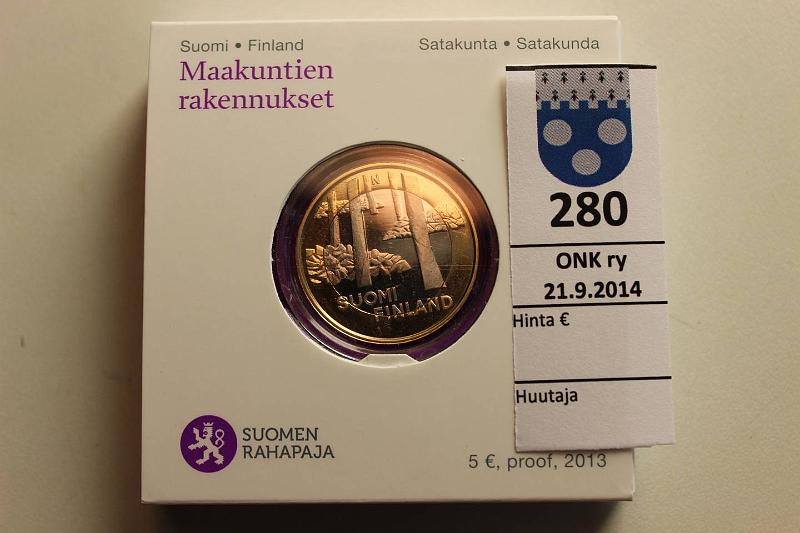 Suomi • Finland
Satakunta • Satakunda
Maakuntien
rakennukset
SUOMI
FINLAND
280
ONK ry
21.9.2014
Hinta €
Huutaja
SUOMEN
RAHAPAJA
5 €, proof, 2013